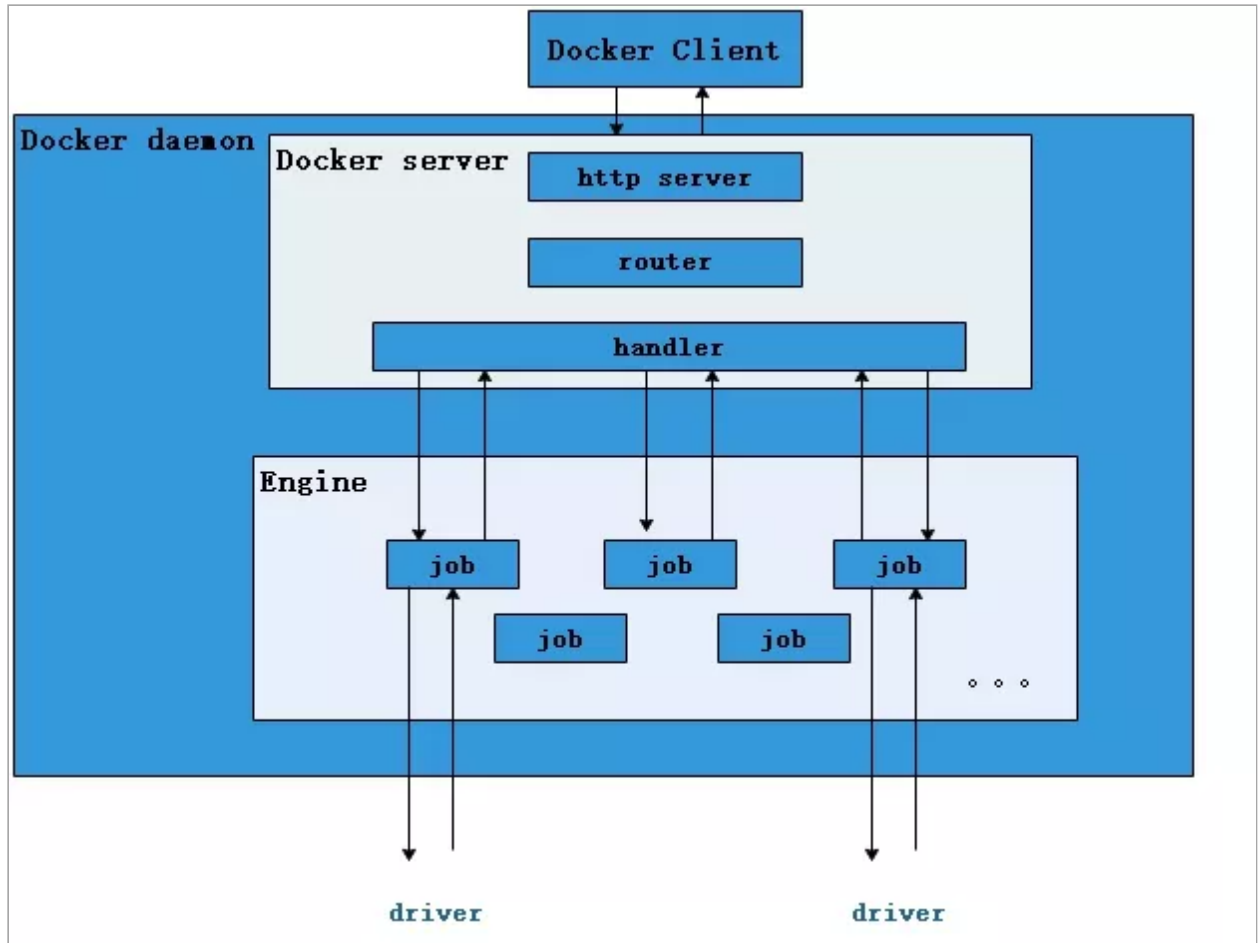 Docker Client
Docker daemon
Docker server
http server
router
handler
Engine
job job job
job job
driver driver